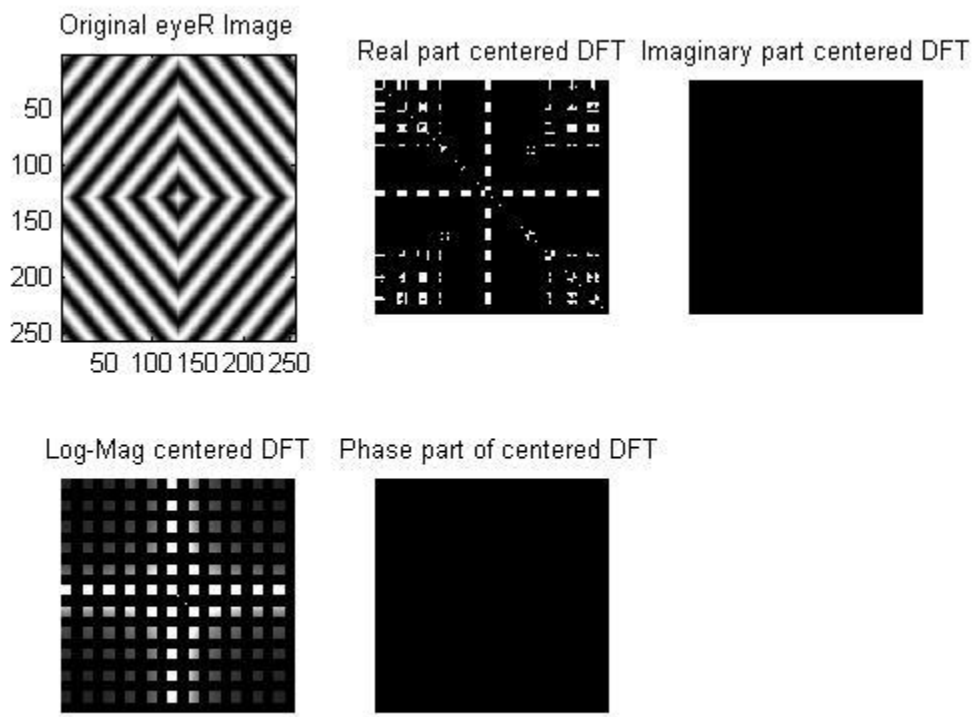 Original eyeR Image
Real part centered DFT
Imaginary part centered DFT
50
100
150
200
250
50 100 150 200 250
Log-Mag centered DFT
Phase part of centered DFT